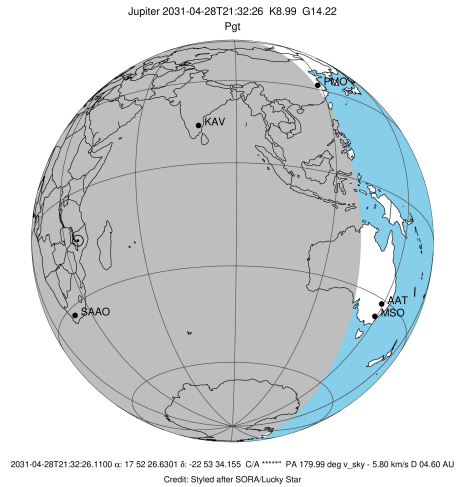 Jupiter 2031-04-28T21:32:26 K8.99 G14.22
Pgt
PMO
KAV
AAT
MSO
SAAO
2031-04-28T21:32:26.1100 α: 17 52 26.6301 δ: -22 53 34.155 C/A *****" PA 179.99 deg v_sky - 5.80 km/s D 04.60 AU
Credit: Styled after SORA/Lucky Star